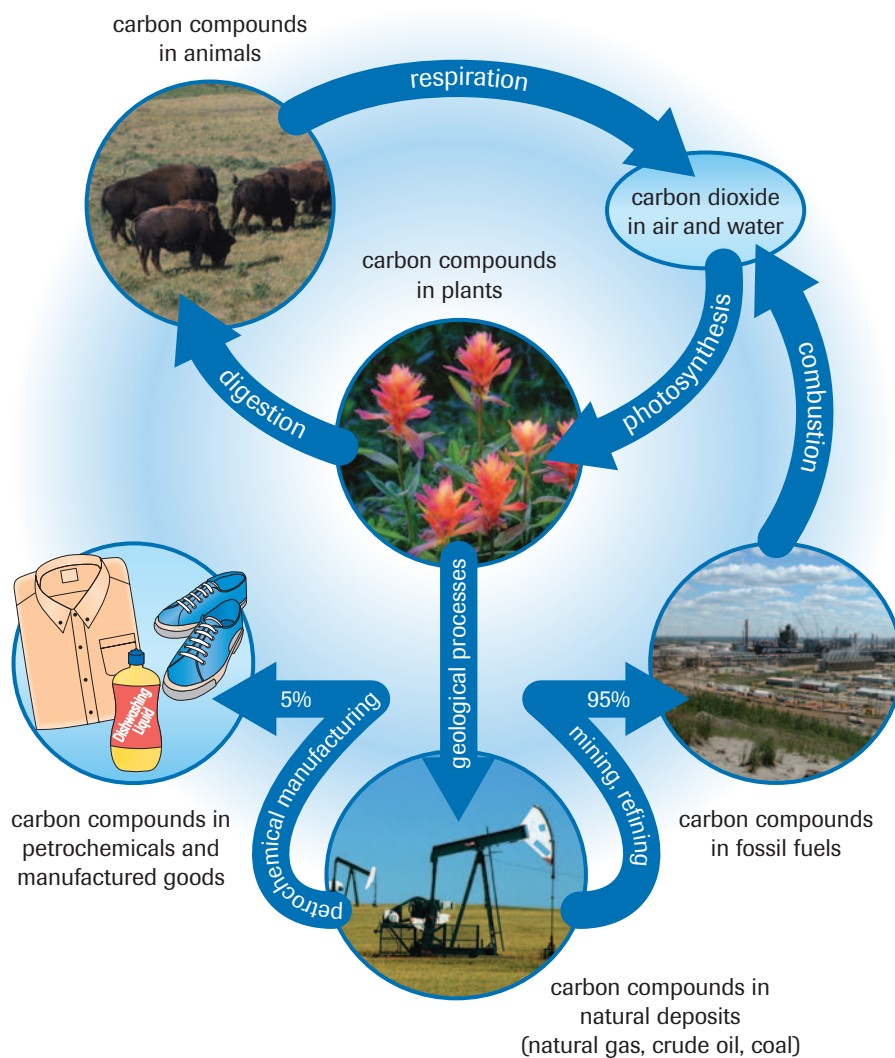 carbon compounds
in animals
respiration
carbon dioxide
in air and water
carbon compounds
in plants
photosynthesis
combustion
digestion
geological processes
5%
petrochemical manufacturing
95%
mining, refining
Dishwashing
Liquid
carbon compounds in
petrochemicals and
manufactured goods
carbon compounds
in fossil fuels
carbon compounds in
natural deposits
(natural gas, crude oil, coal)